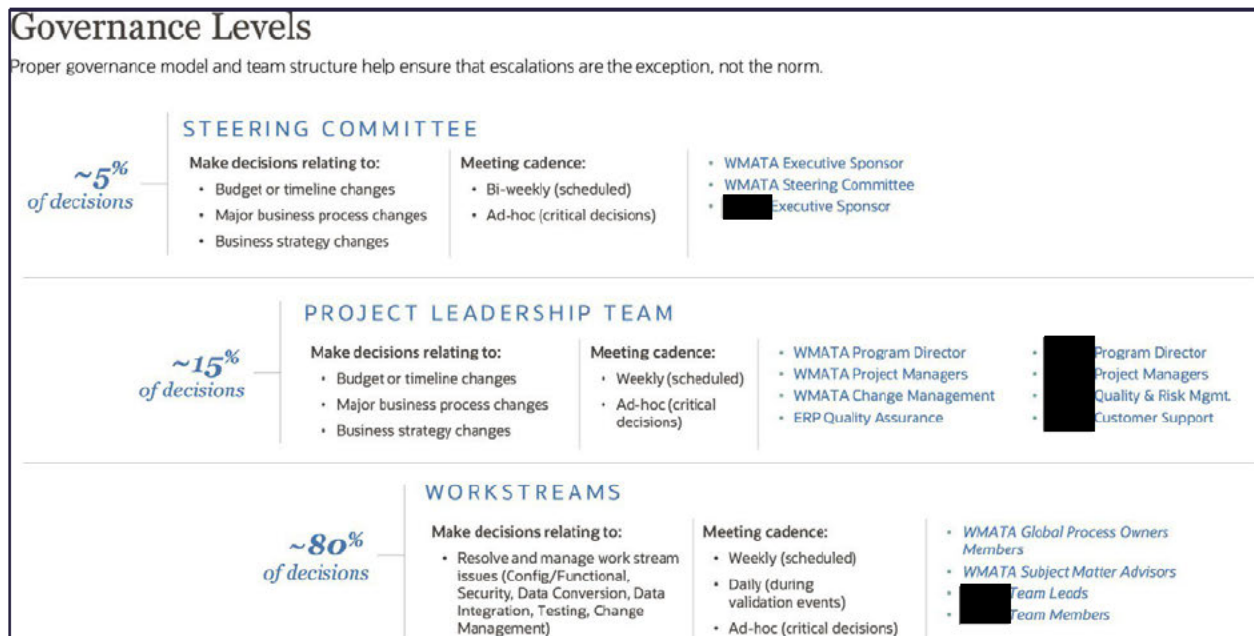 Governance Levels
Proper governance model and team structure help ensure that escalations are the exception, not the norm.
~5%
of decisions
STEERING COMMITTEE
Make decisions relating to:
• Budget or timeline changes
• Major business process changes
• Business strategy changes
Meeting cadence:
• Bi-weekly (scheduled)
• Ad-hoc (critical decisions)
• WMATA Executive Sponsor
• WMATA Steering Committee
• Executive Sponsor
~15%
of decisions
PROJECT LEADERSHIP TEAM
Make decisions relating to:
• Budget or timeline changes
• Major business process changes
• Business strategy changes
Meeting cadence:
• Weekly (scheduled)
• Ad-hoc (critical
decisions)
• WMATA Program Director
• WMATA Project Managers
• WMATA Change Management
• ERP Quality Assurance
• Program Director
• Project Managers
• Quality & Risk Mgmt.
• Customer Support
~80%
of decisions
WORKSTREAMS
Make decisions relating to:
• Resolve and manage work stream
issues (Config/Functional,
Security, Data Conversion, Data
Integration, Testing, Change
Management)
Meeting cadence:
• Weekly (scheduled)
• Daily (during
validation events)
• Ad-hoc (critical decisions)
• WMATA Global Process Owners
Members
• WMATA Subject Matter Advisors
• Team Leads
• Team Members